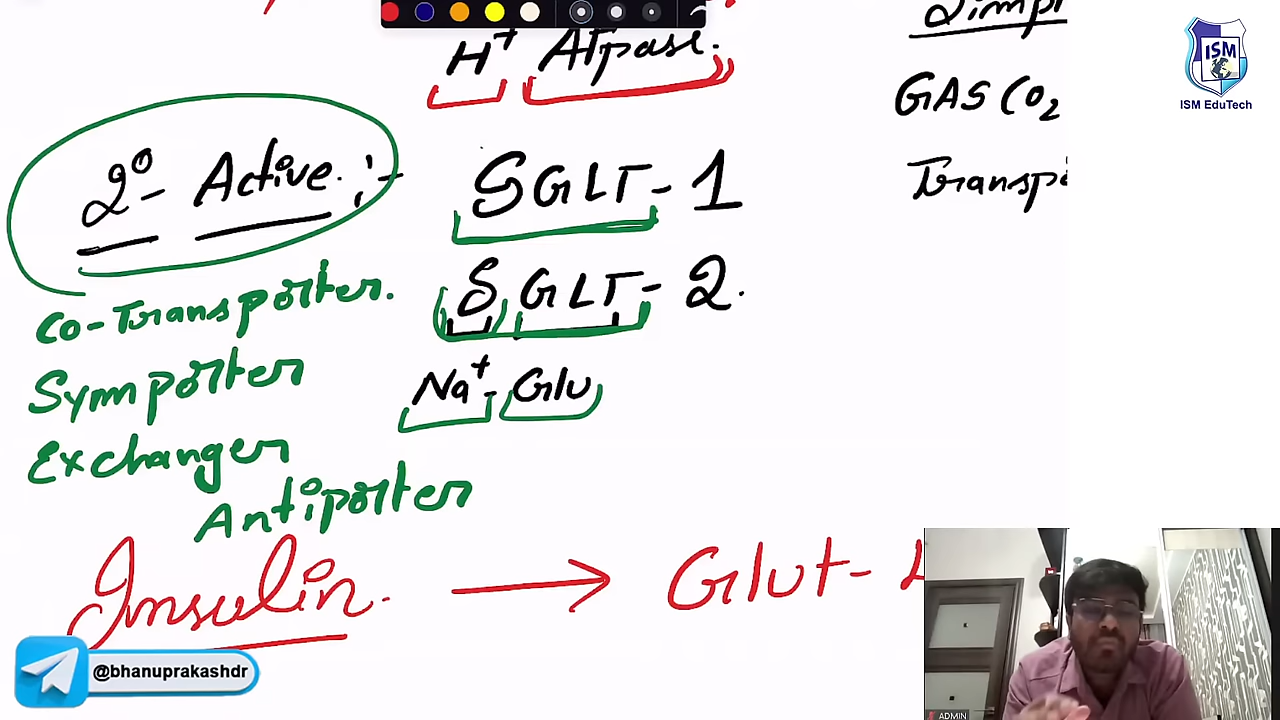 H⁺ ATpase.
2⁰- Active. :- SGLT-1
SGLT-2.
Co-Transporter.
Na⁺-Glu
Symporter
Exchanger
Antiporter
Insulin. → Glut-
GAS CO₂
ISM
ISM EduTech
@bhanuprakashdr
ADMIN